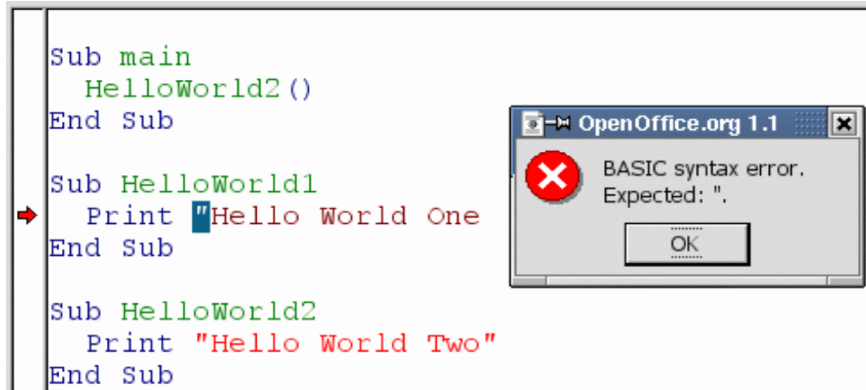 Sub main
  HelloWorld2()
End Sub

Sub HelloWorld1
  Print "Hello World One
End Sub

Sub HelloWorld2
  Print "Hello World Two"
End Sub

OpenOffice.org 1.1
BASIC syntax error.
Expected: ".
OK